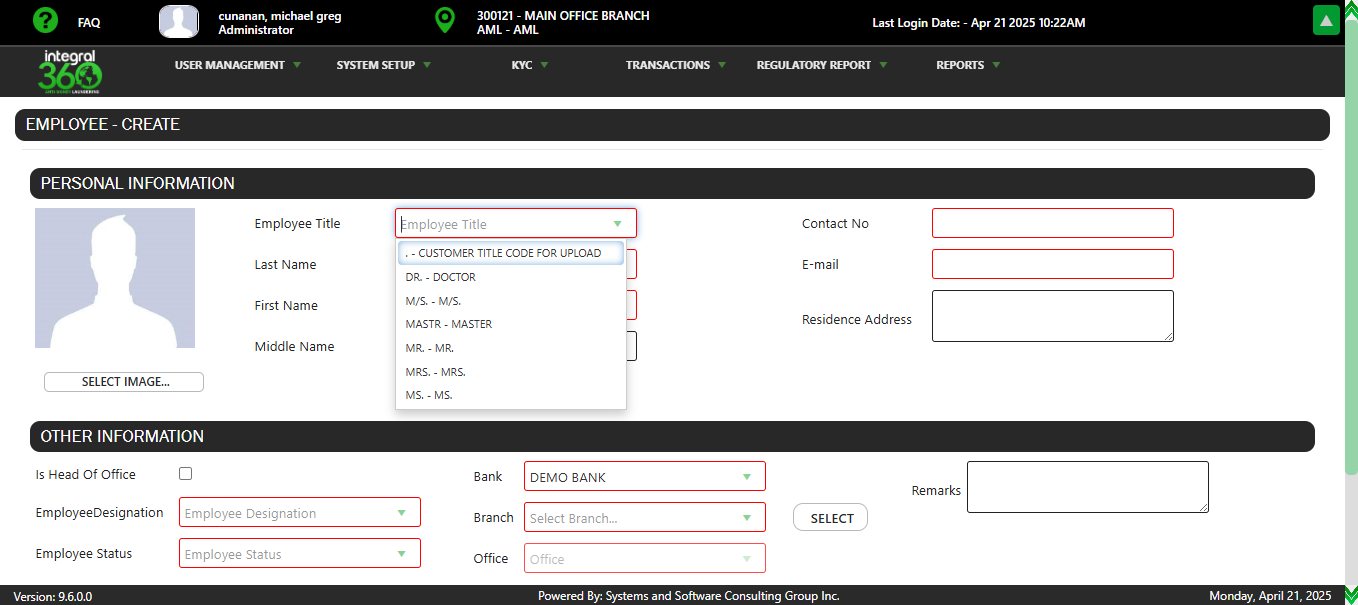 ?
FAQ
cunanan, michael greg
Administrator
300121 - MAIN OFFICE BRANCH
AML - AML
Last Login Date: - Apr 21 2025 10:22AM
integral
360
ANTI-MONEY LAUNDERING
USER MANAGEMENT
SYSTEM SETUP
KYC
TRANSACTIONS
REGULATORY REPORT
REPORTS
EMPLOYEE - CREATE
PERSONAL INFORMATION
SELECT IMAGE...
Employee Title
Employee Title
, - CUSTOMER TITLE CODE FOR UPLOAD
DR. - DOCTOR
M/S. - M/S.
MASTR - MASTER
MR. - MR.
MRS. - MRS.
MS. - MS.
Last Name
First Name
Middle Name
Contact No
E-mail
Residence Address
OTHER INFORMATION
Is Head Of Office
EmployeeDesignation
Employee Designation
Employee Status
Employee Status
Bank
DEMO BANK
Branch
Select Branch...
SELECT
Office
Office
Remarks
Version: 9.6.0.0
Powered By: Systems and Software Consulting Group Inc.
Monday, April 21, 2025